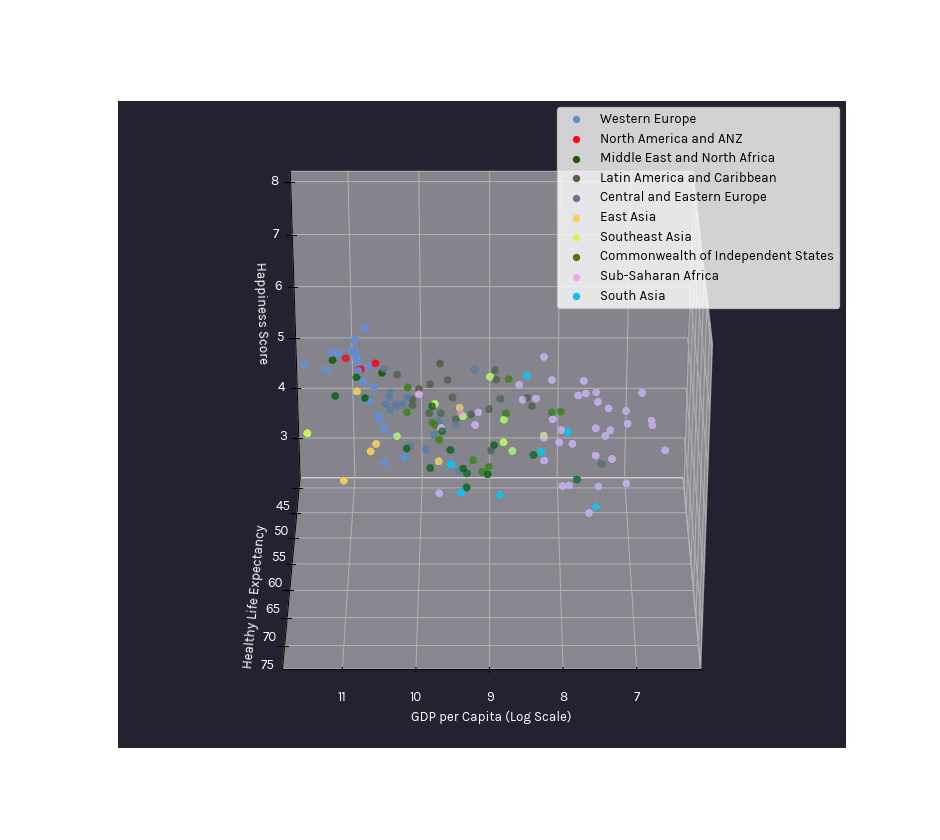 Western Europe
North America and ANZ
Middle East and North Africa
Latin America and Caribbean
Central and Eastern Europe
East Asia
Southeast Asia
Commonwealth of Independent States
Sub-Saharan Africa
South Asia
8
7
6
5
4
3
Happiness Score
45
50
55
60
65
70
75
Healthy Life Expectancy
11
10
9
8
7
GDP per Capita (Log Scale)